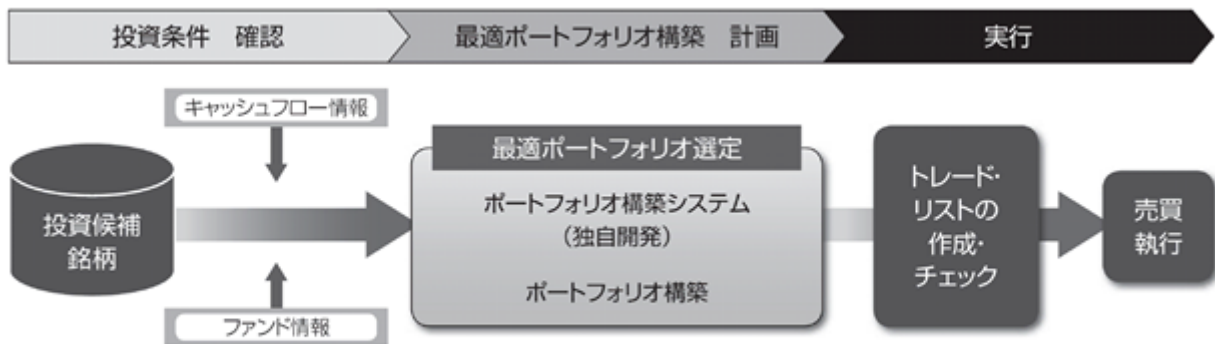 投資条件　確認
最適ポートフォリオ構築　計画
実行
キャッシュフロー情報
投資候補
銘柄
ファンド情報
最適ポートフォリオ選定
ポートフォリオ構築システム
（独自開発）
ポートフォリオ構築
トレード・
リストの
作成・
チェック
売買
執行